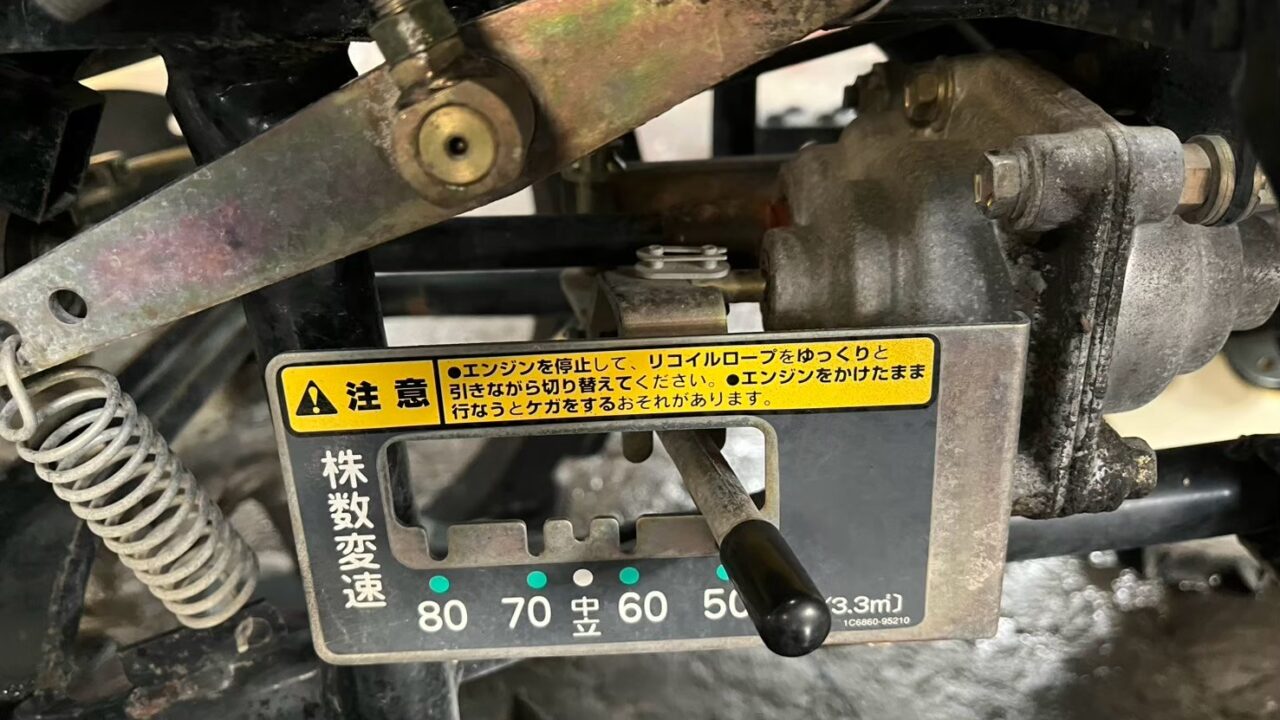 ⚠注意
●エンジンを停止して、リコイルロープをゆっくりと
引きながら切り替えてください。●エンジンをかけたまま
行なうとケガをするおそれがあります。
株数変速
80 70 中立 60 50
/3.3㎡〕
1C6860-95210